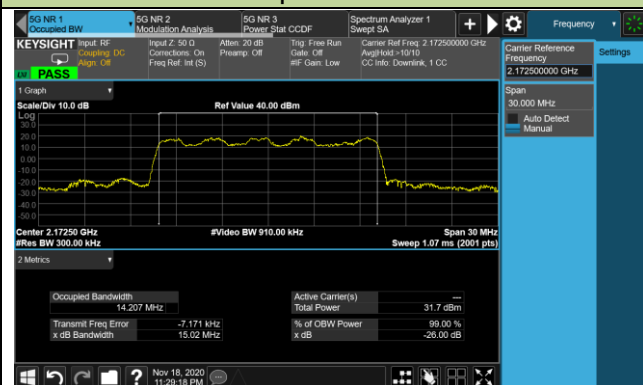 5G NR 1
Occupied BW
5G NR 2
Modulation Analysis
5G NR 3
Power Stat CCDF
Spectrum Analyzer 1
Swept SA
Frequency
KEYSIGHT
Input: RF
Coupling: DC
Align: Off
Input Z: 50 Ω
Corrections: On
Freq Ref: Int (S)
Atten: 20 dB
Preamp: Off
Trig: Free Run
Gate: Off
#IF Gain: Low
Carrier Ref Freq: 2.172500000 GHz
Avg|Hold:>10/10
CC Info: Downlink, 1 CC
PASS
Carrier Reference
Frequency
2.172500000 GHz
Settings
Span
30.000 MHz
Auto Detect
Manual
1 Graph
Scale/Div 10.0 dB
Ref Value 40.00 dBm
Log
30.0
20.0
10.0
0.00
-10.0
-20.0
-30.0
-40.0
-50.0
Center 2.17250 GHz
#Video BW 910.00 kHz
Span 30 MHz
#Res BW 300.00 kHz
Sweep 1.07 ms (2001 pts)
2 Metrics
Occupied Bandwidth
14.207 MHz
Transmit Freq Error -7.171 kHz
x dB Bandwidth 15.02 MHz
Active Carrier(s) ---
Total Power 31.7 dBm
% of OBW Power 99.00 %
x dB -26.00 dB
Nov 18, 2020
11:29:18 PM